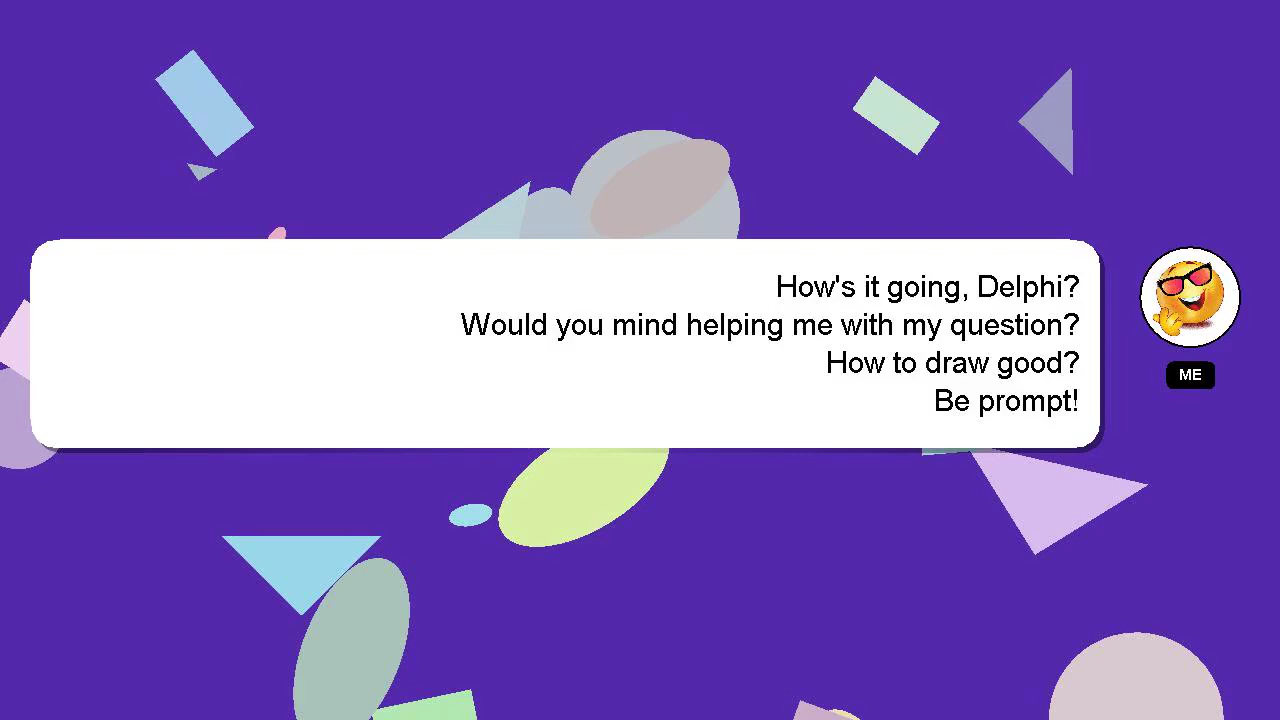 How's it going, Delphi?
Would you mind helping me with my question?
How to draw good?
Be prompt!
ME